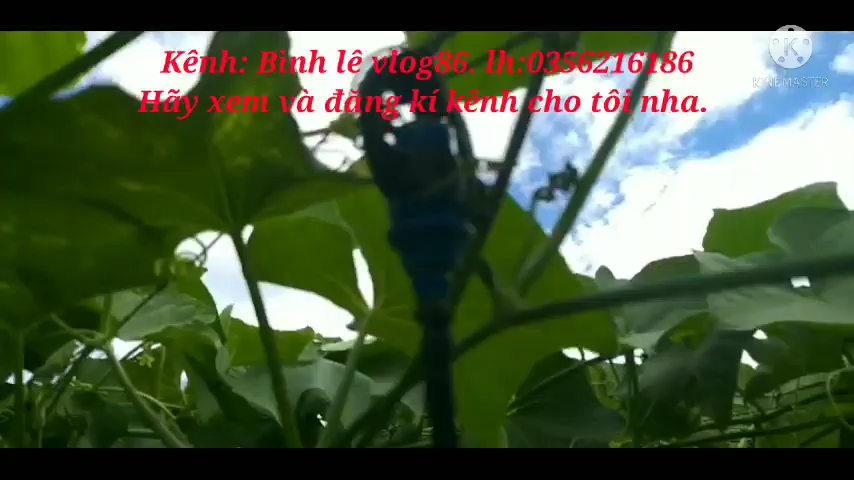 Kênh: Bình lê vlog86. lh:0356216186
Hãy xem và đăng kí kênh cho tôi nha.
KINEMASTER